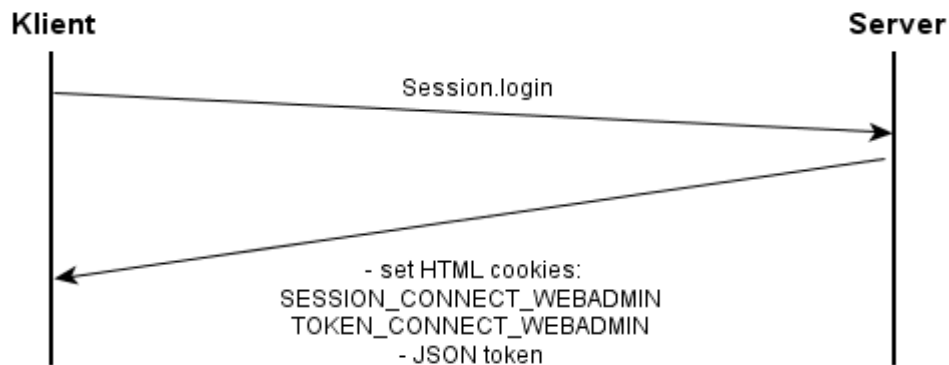 Klient
Server
Session.login
- set HTML cookies:
SESSION_CONNECT_WEBADMIN
TOKEN_CONNECT_WEBADMIN
- JSON token